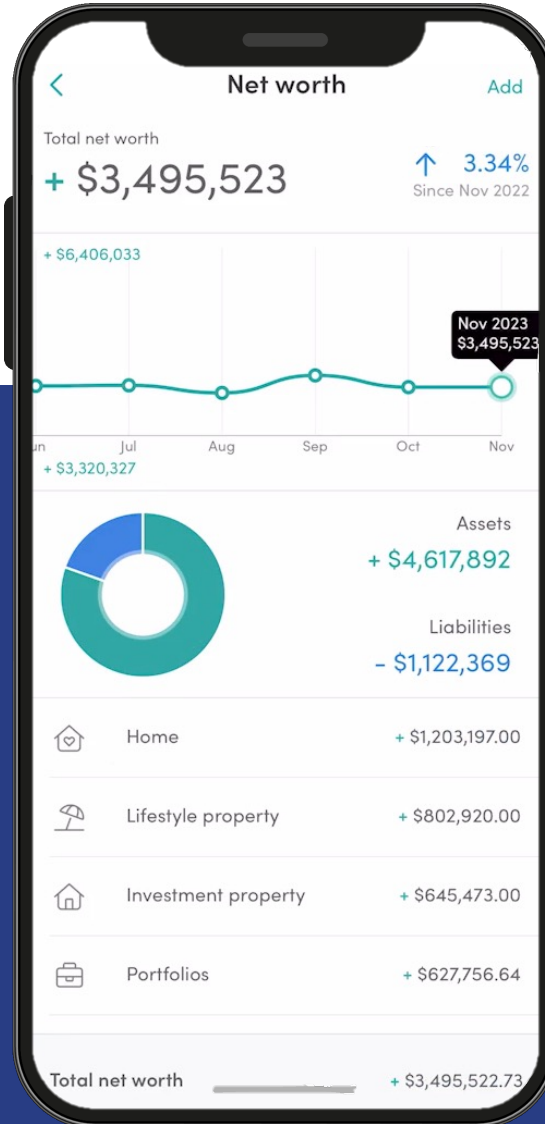 Net worth
Add
Total net worth
+ $3,495,523
↑ 3.34%
Since Nov 2022
+ $6,406,033
Nov 2023
$3,495,523
un Jul Aug Sep Oct Nov
+ $3,320,327
Assets
+ $4,617,892
Liabilities
- $1,122,369
Home + $1,203,197.00
Lifestyle property + $802,920.00
Investment property + $645,473.00
Portfolios + $627,756.64
Total net worth + $3,495,522.73